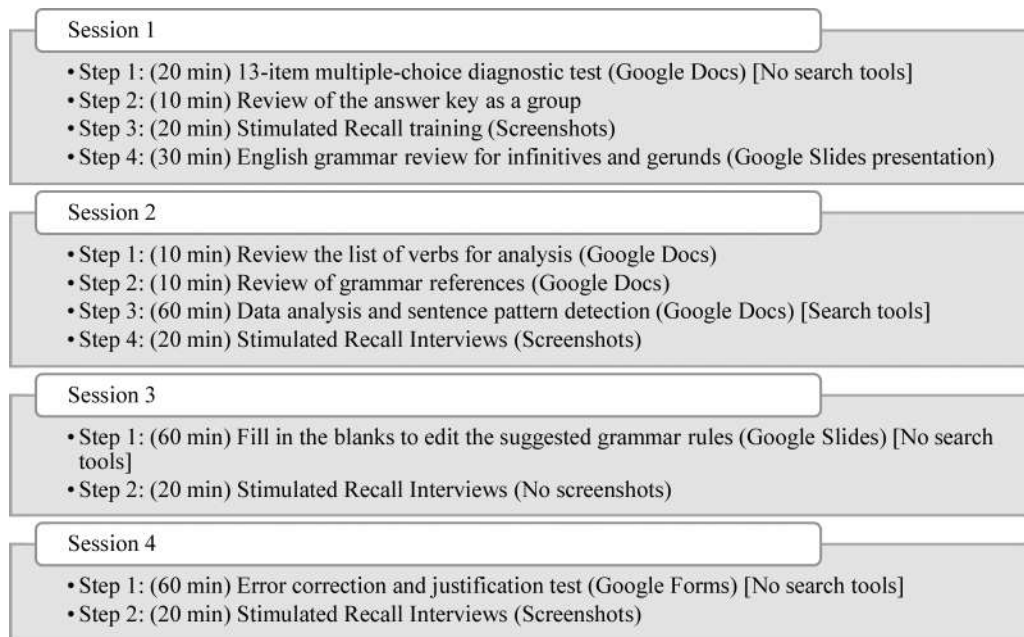 Session 1
• Step 1: (20 min) 13-item multiple-choice diagnostic test (Google Docs) [No search tools]
• Step 2: (10 min) Review of the answer key as a group
• Step 3: (20 min) Stimulated Recall training (Screenshots)
• Step 4: (30 min) English grammar review for infinitives and gerunds (Google Slides presentation)
Session 2
• Step 1: (10 min) Review the list of verbs for analysis (Google Docs)
• Step 2: (10 min) Review of grammar references (Google Docs)
• Step 3: (60 min) Data analysis and sentence pattern detection (Google Docs) [Search tools]
• Step 4: (20 min) Stimulated Recall Interviews (Screenshots)
Session 3
• Step 1: (60 min) Fill in the blanks to edit the suggested grammar rules (Google Slides) [No search
tools]
• Step 2: (20 min) Stimulated Recall Interviews (No screenshots)
Session 4
• Step 1: (60 min) Error correction and justification test (Google Forms) [No search tools]
• Step 2: (20 min) Stimulated Recall Interviews (Screenshots)